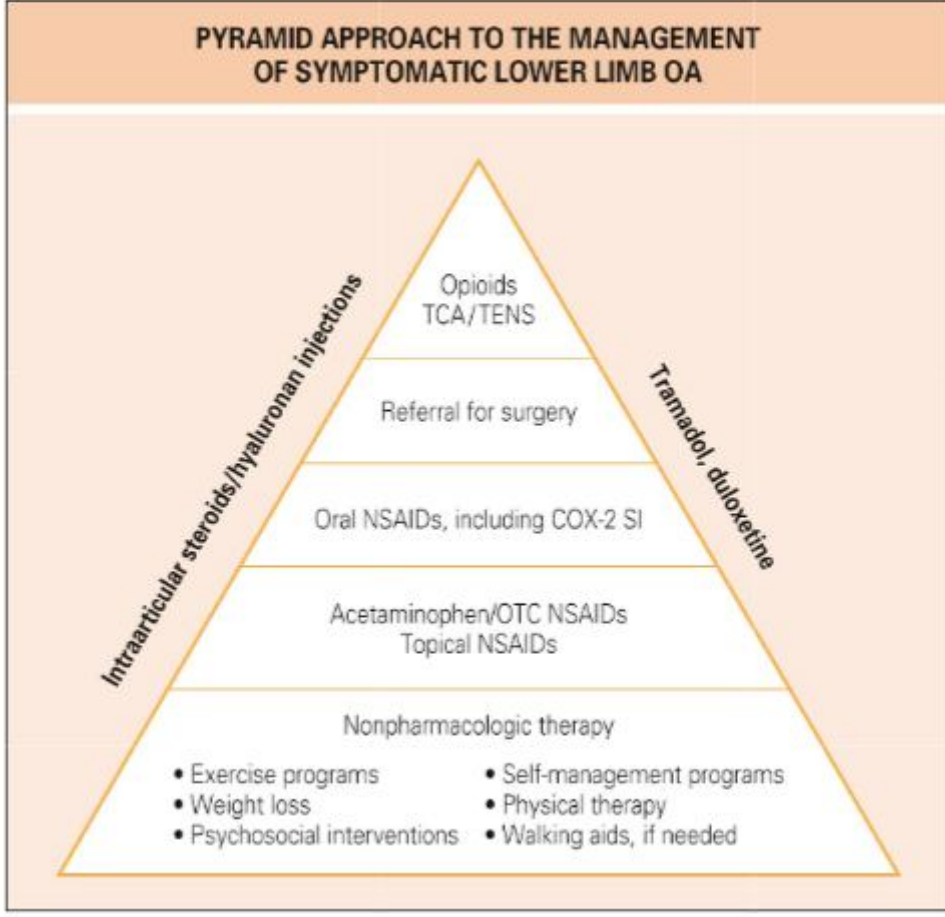 PYRAMID APPROACH TO THE MANAGEMENT
OF SYMPTOMATIC LOWER LIMB OA
Intraarticular steroids/hyaluronan injections
Tramadol, duloxetine
Opioids
TCA/TENS
Referral for surgery
Oral NSAIDs, including COX-2 SI
Acetaminophen/OTC NSAIDs
Topical NSAIDs
Nonpharmacologic therapy
• Exercise programs
• Weight loss
• Psychosocial interventions
• Self-management programs
• Physical therapy
• Walking aids, if needed